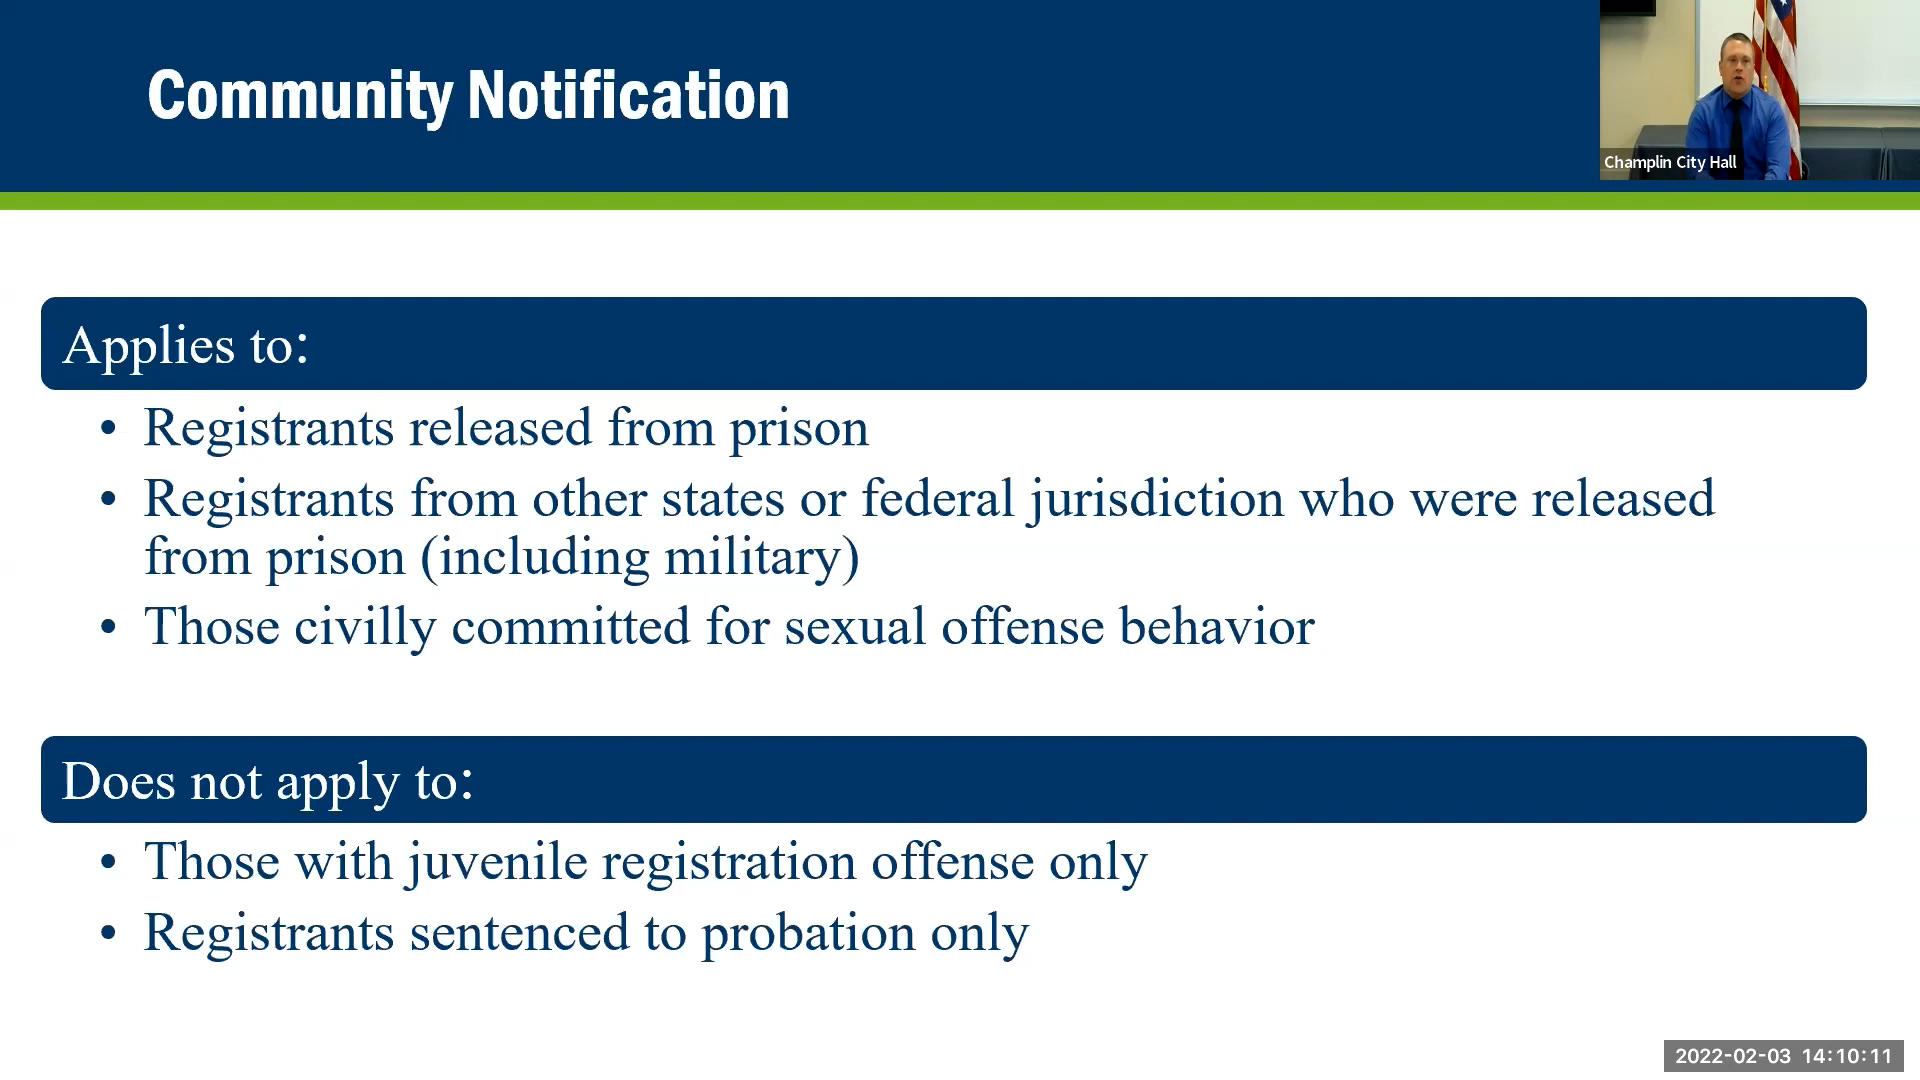 Community Notification
Champlin City Hall
Applies to:
• Registrants released from prison
• Registrants from other states or federal jurisdiction who were released
from prison (including military)
• Those civilly committed for sexual offense behavior
Does not apply to:
• Those with juvenile registration offense only
• Registrants sentenced to probation only
2022-02-03 14:10:11